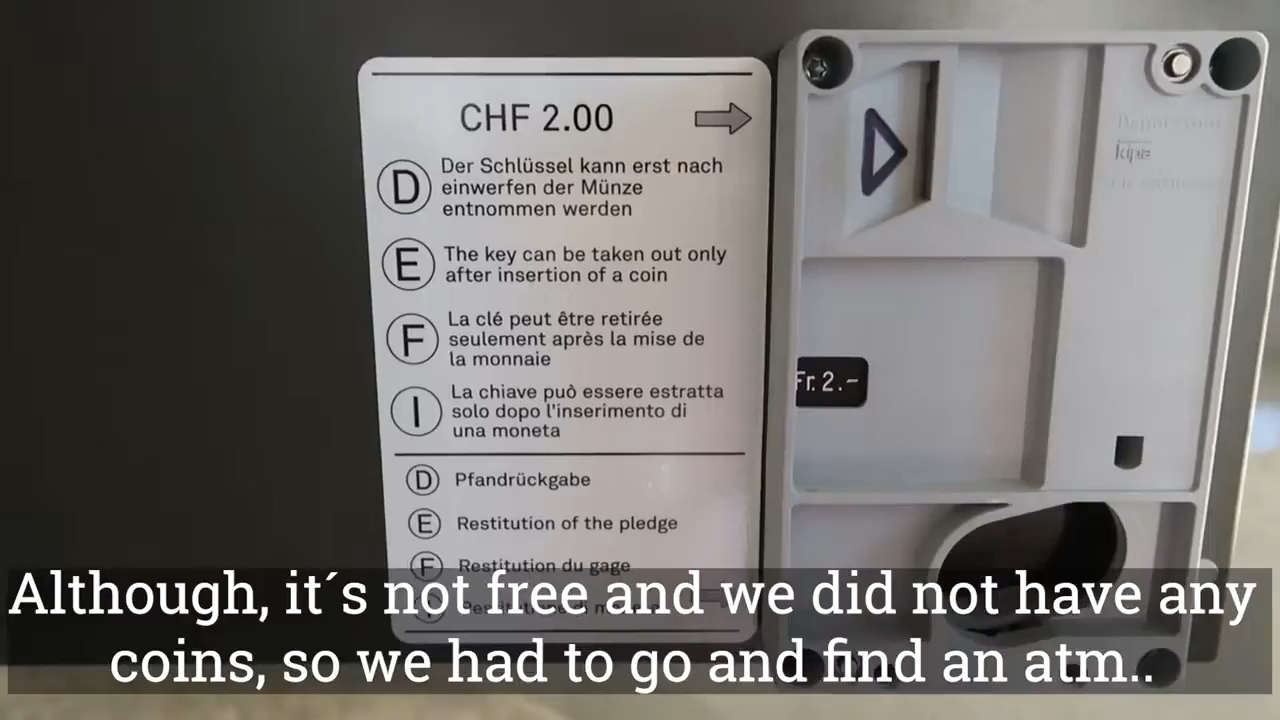 CHF 2.00
D
Der Schlüssel kann erst nach
einwerfen der Münze
entnommen werden
E
The key can be taken out only
after insertion of a coin
F
La clé peut être retirée
seulement après la mise de
la monnaie
I
La chiave può essere estratta
solo dopo l'inserimento di
una moneta
D Pfandrückgabe
E Restitution of the pledge
F Restitution du gage
Fr. 2.-
Although, it´s not free and we did not have any
coins, so we had to go and find an atm..